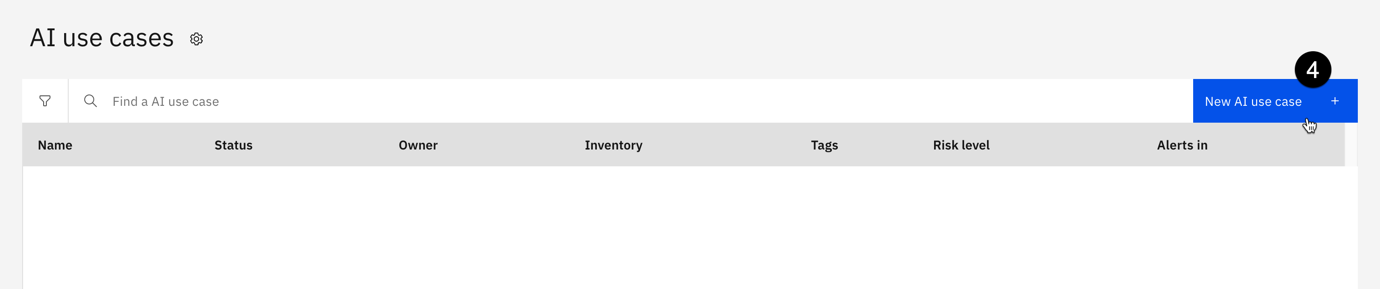 AI use cases
4
Find a AI use case
New AI use case +
Name Status Owner Inventory Tags Risk level Alerts in